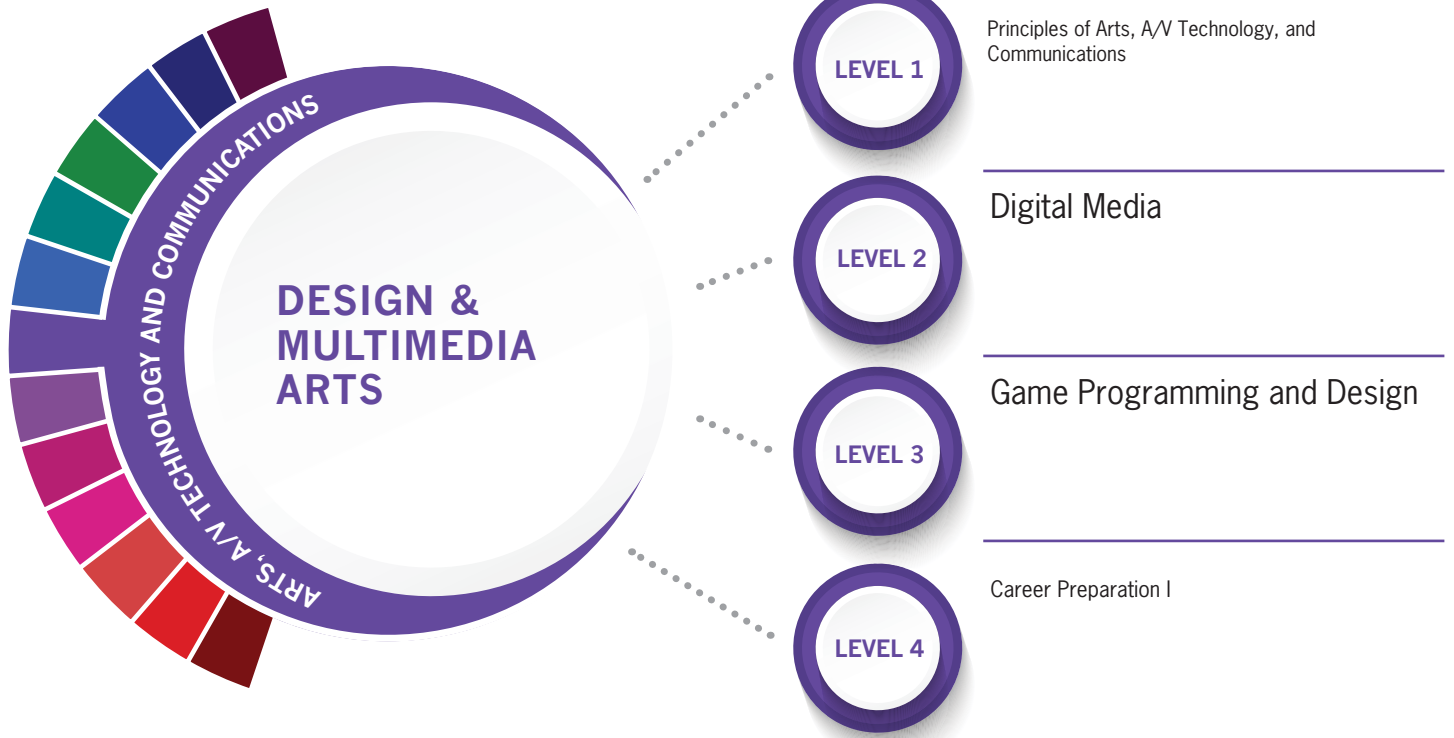 ARTS, A/V TECHNOLOGY AND COMMUNICATIONS
DESIGN &
MULTIMEDIA
ARTS
LEVEL 1
Principles of Arts, A/V Technology, and
Communications
LEVEL 2
Digital Media
LEVEL 3
Game Programming and Design
LEVEL 4
Career Preparation I